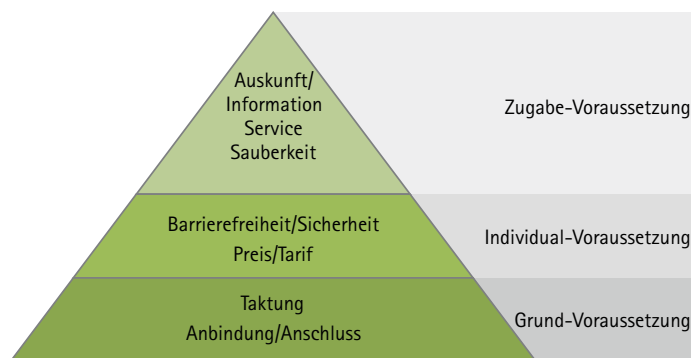 Auskunft/
Information
Service
Sauberkeit
Zugabe-Voraussetzung
Barrierefreiheit/Sicherheit
Preis/Tarif
Individual-Voraussetzung
Taktung
Anbindung/Anschluss
Grund-Voraussetzung